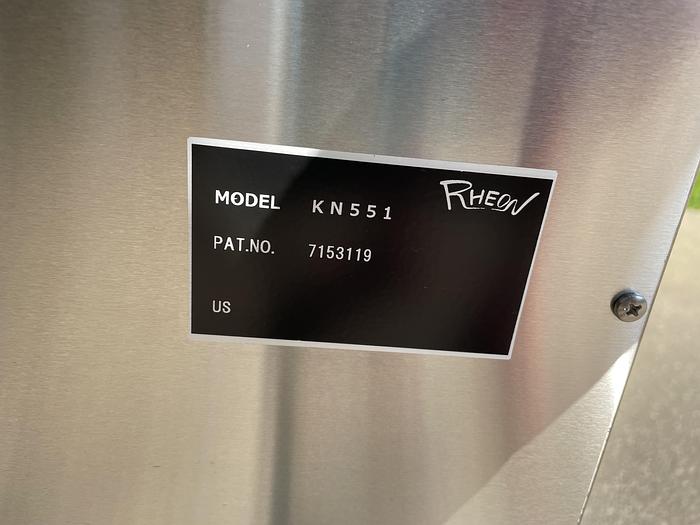 RHEON
MODEL KN551
PAT.NO. 7153119
US